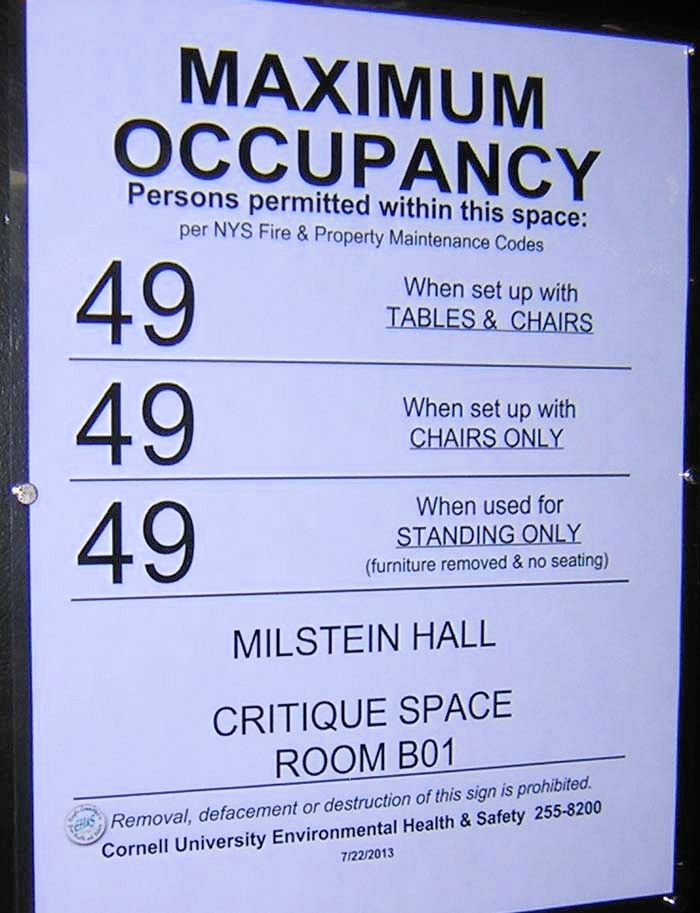 MAXIMUM
OCCUPANCY
Persons permitted within this space:
per NYS Fire & Property Maintenance Codes
49 When set up with
TABLES & CHAIRS
49 When set up with
CHAIRS ONLY
49 When used for
STANDING ONLY
(furniture removed & no seating)
MILSTEIN HALL
CRITIQUE SPACE
ROOM B01
Removal, defacement or destruction of this sign is prohibited.
EH&S Cornell University Environmental Health & Safety 255-8200
7/22/2013